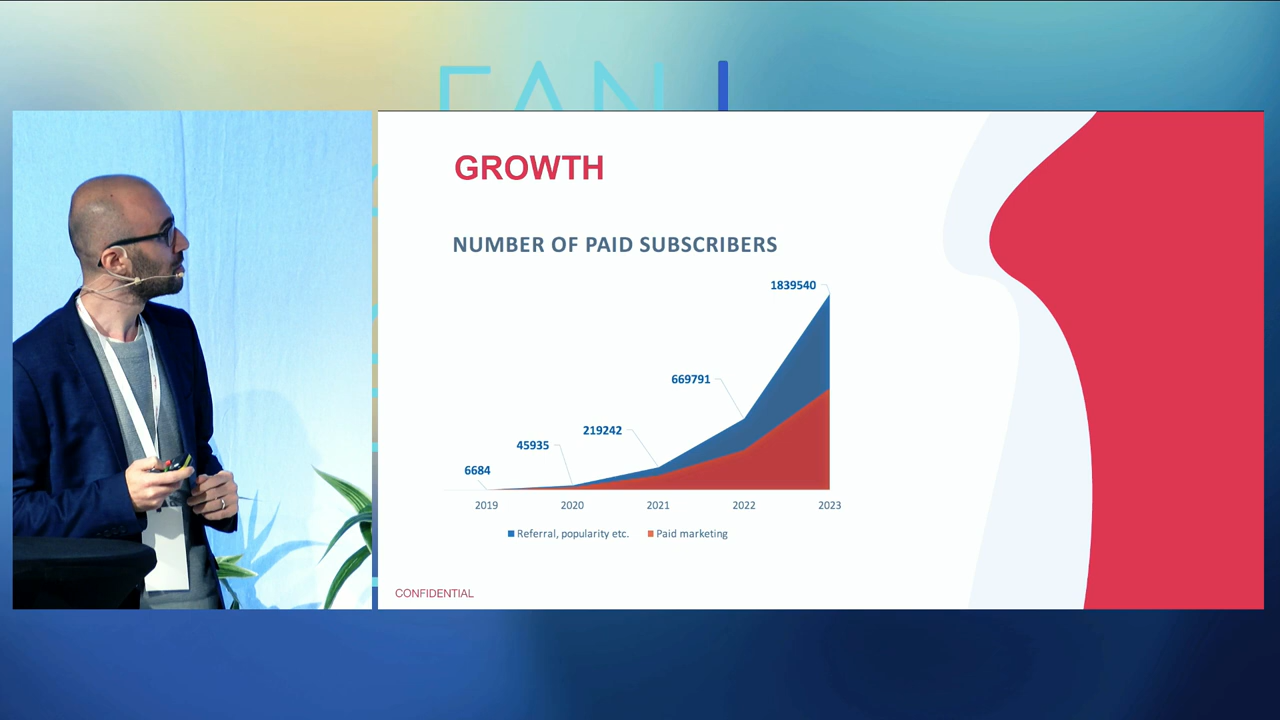 GROWTH
NUMBER OF PAID SUBSCRIBERS
1839540
669791
219242
45935
6684
2019 2020 2021 2022 2023
Referral, popularity etc. Paid marketing
CONFIDENTIAL